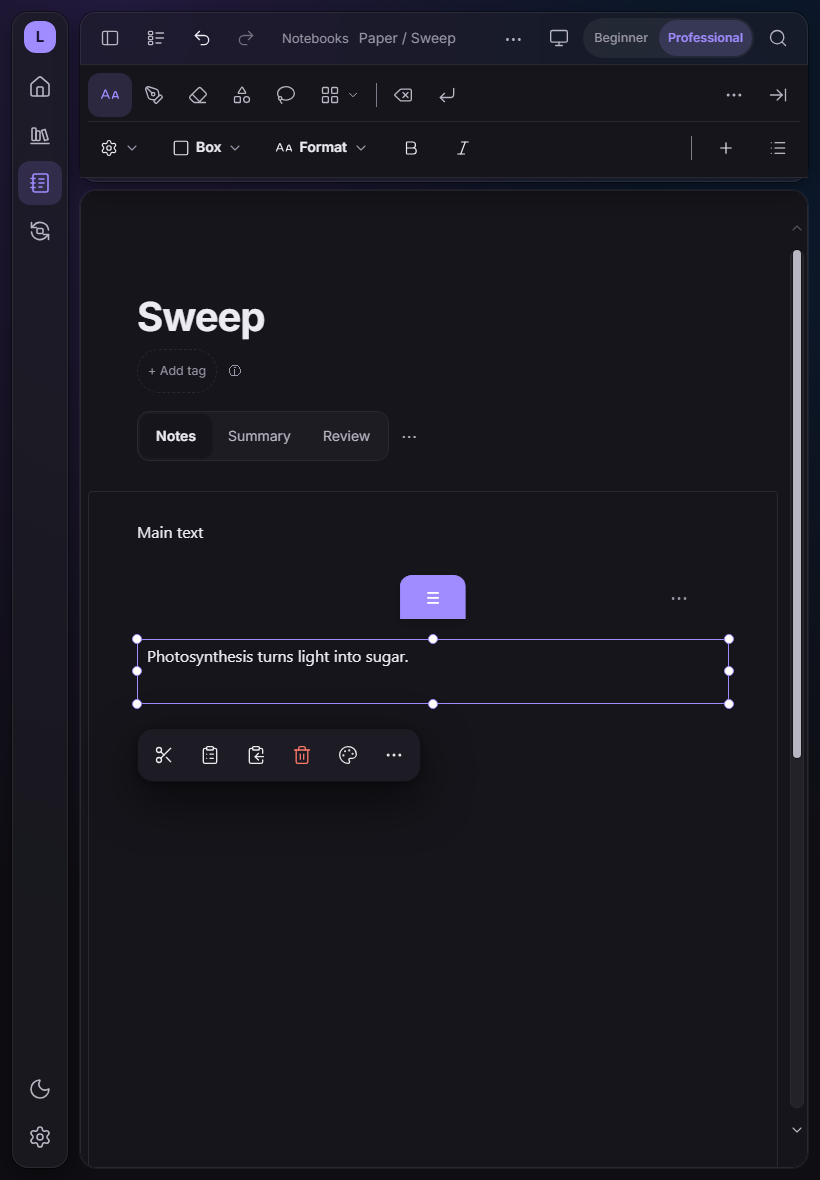 L
Notebooks Paper / Sweep
Beginner Professional
AA
Box
AA Format
B I
Sweep
+ Add tag
Notes Summary Review
Main text
Photosynthesis turns light into sugar.